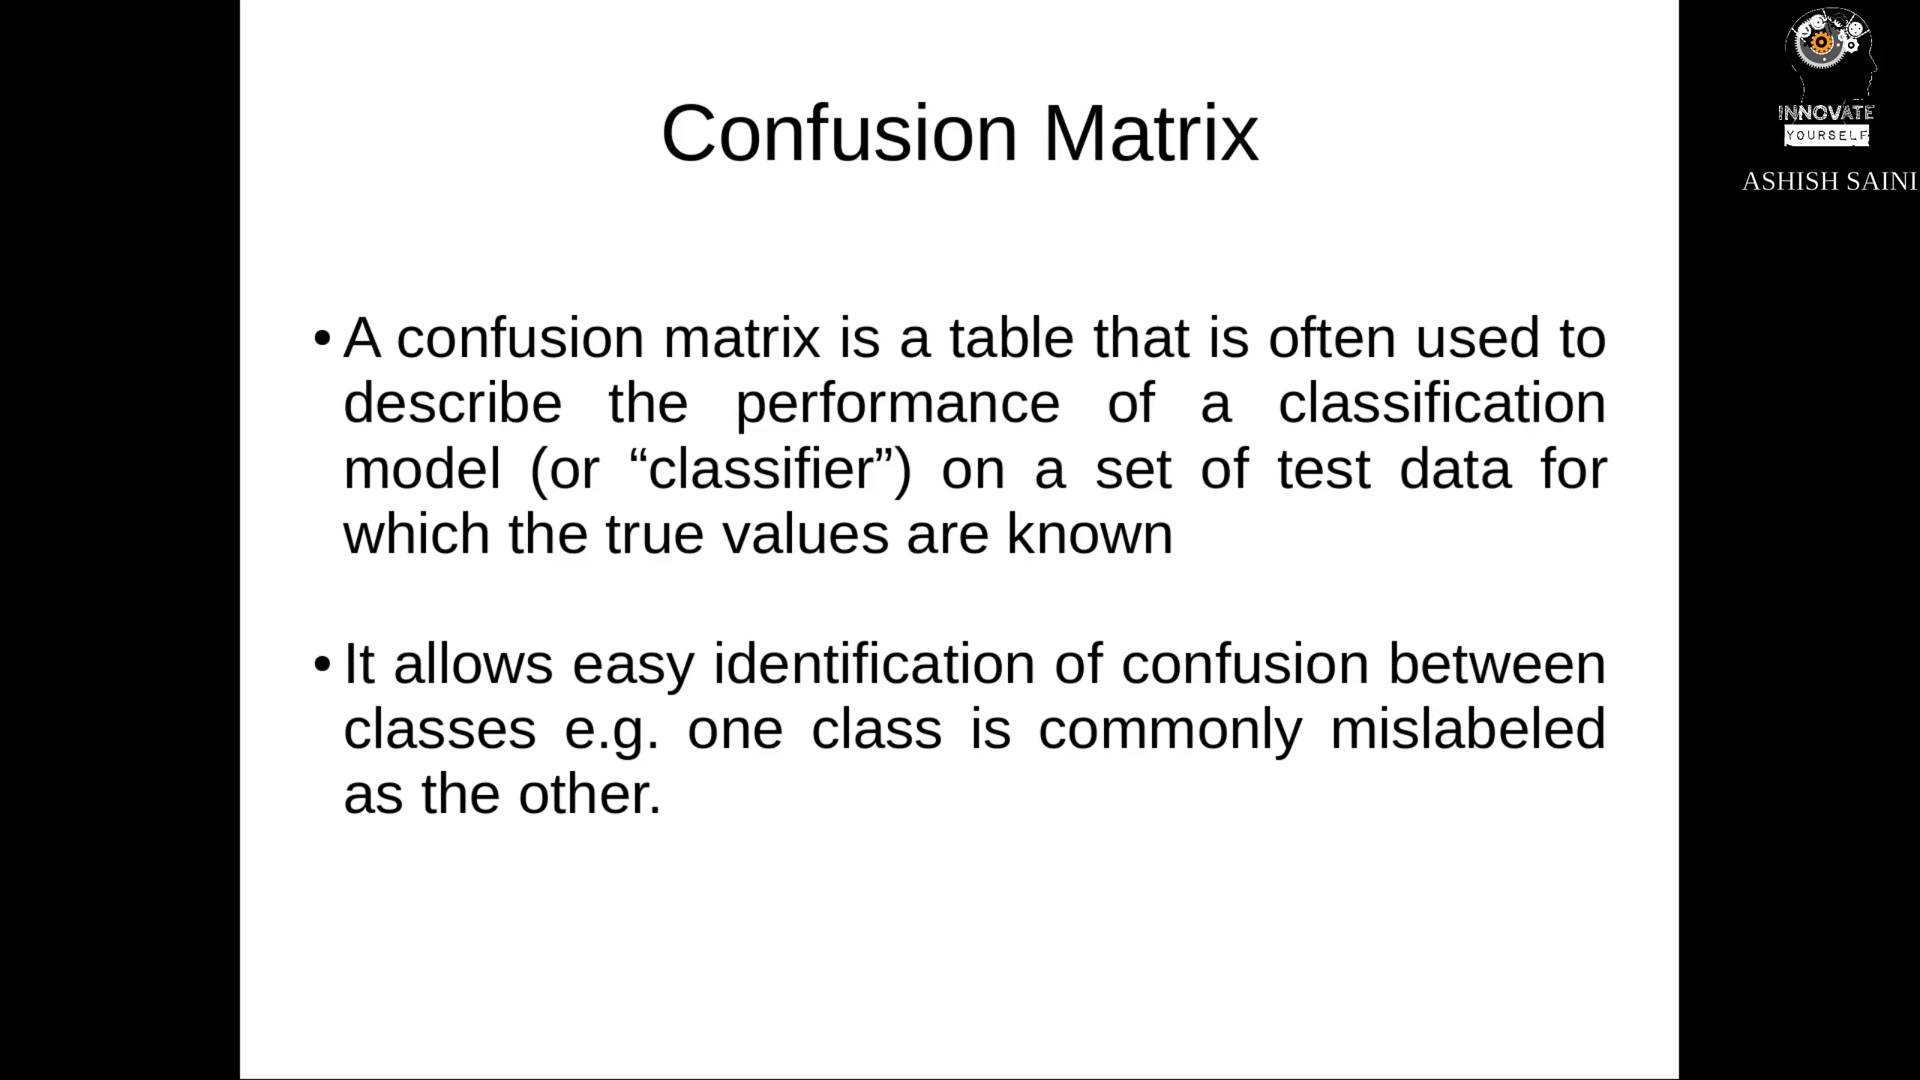 Confusion Matrix
• A confusion matrix is a table that is often used to
describe the performance of a classification
model (or “classifier”) on a set of test data for
which the true values are known
• It allows easy identification of confusion between
classes e.g. one class is commonly mislabeled
as the other.
INNOVATE
YOURSELF
ASHISH SAINI